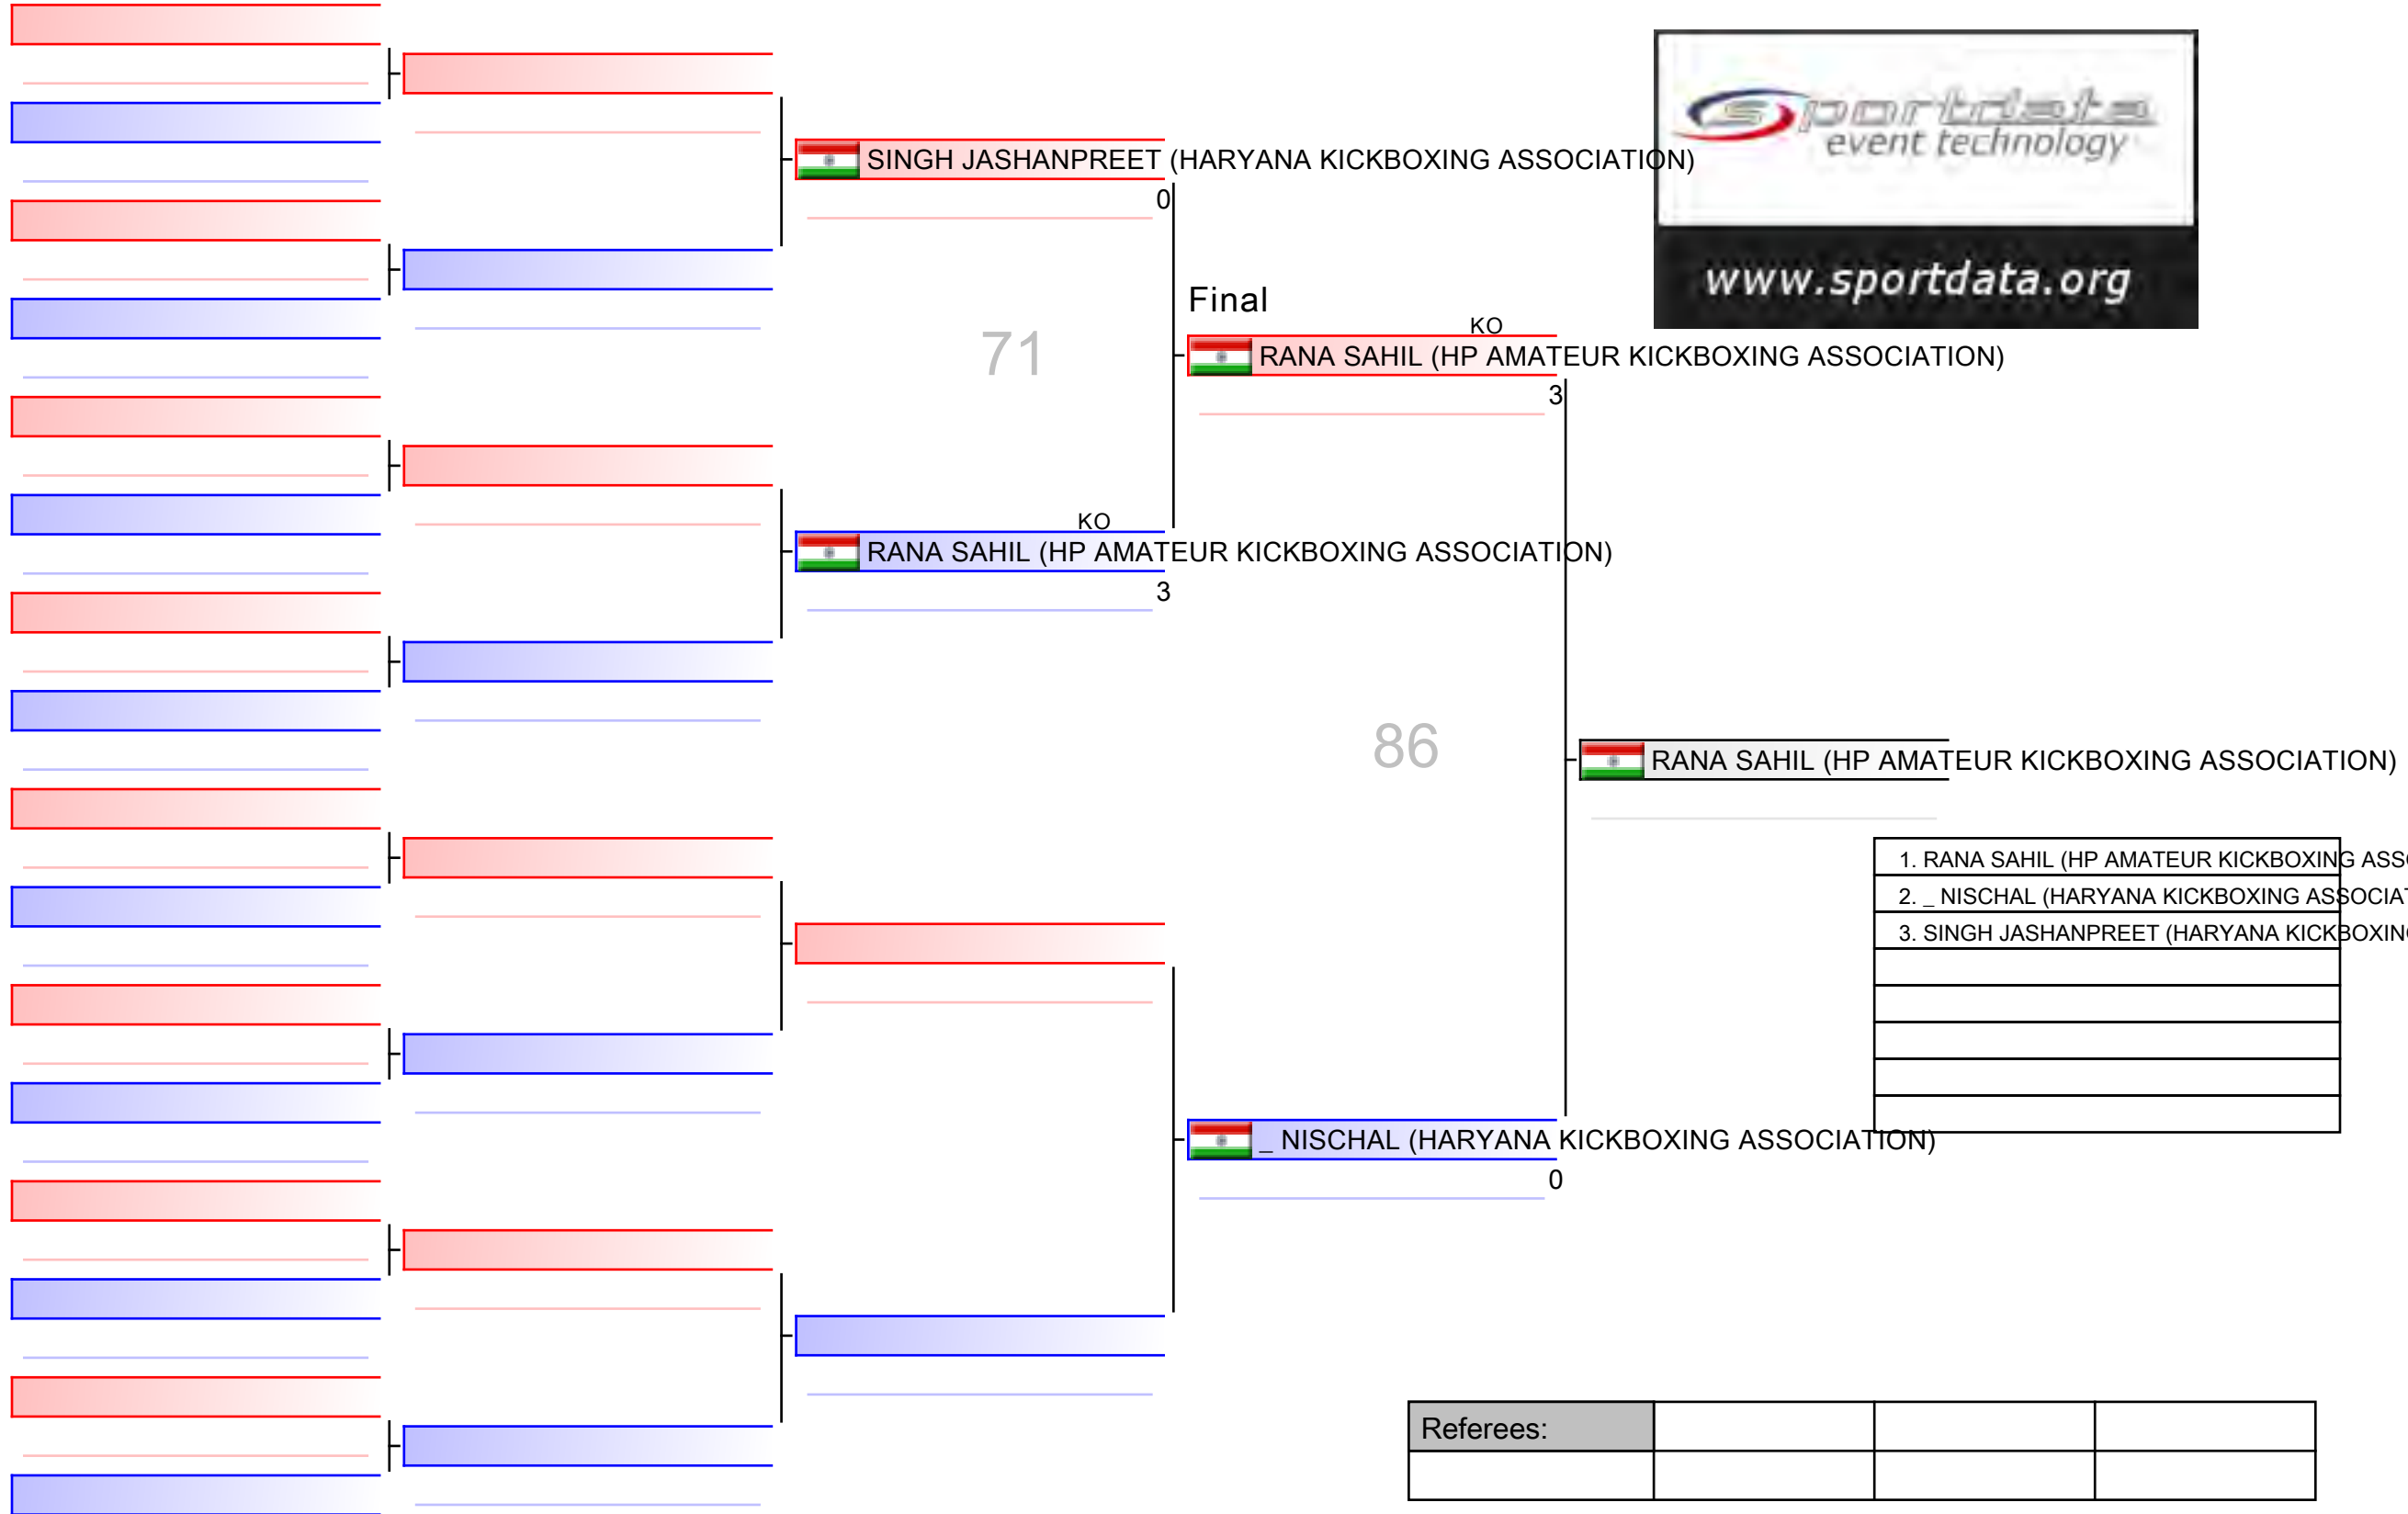 sportdata
event technology
www.sportdata.org
SINGH JASHANPREET (HARYANA KICKBOXING ASSOCIATION)
0
Final
71
KO
RANA SAHIL (HP AMATEUR KICKBOXING ASSOCIATION)
3
KO
RANA SAHIL (HP AMATEUR KICKBOXING ASSOCIATION)
3
86
RANA SAHIL (HP AMATEUR KICKBOXING ASSOCIATION)
1. RANA SAHIL (HP AMATEUR KICKBOXING ASS
2. _ NISCHAL (HARYANA KICKBOXING ASSOCIAT
3. SINGH JASHANPREET (HARYANA KICKBOXING
_ NISCHAL (HARYANA KICKBOXING ASSOCIATION)
0
Referees: